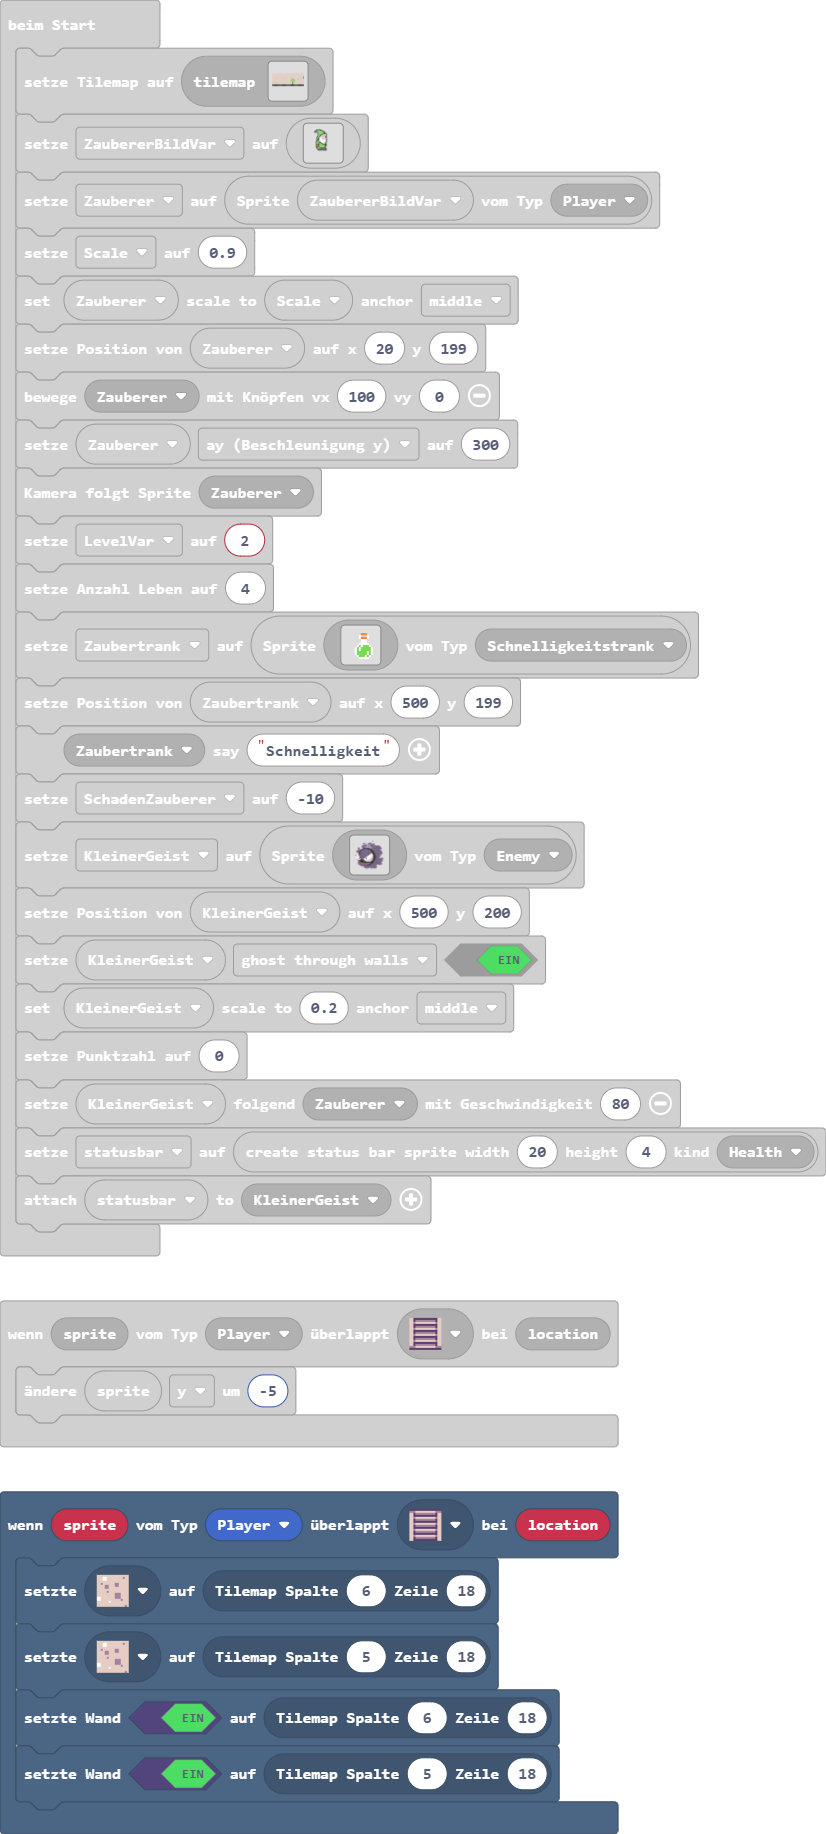 beim Start
setze Tilemap auf tilemap
setze ZaubererBildVar auf
setze Zauberer auf Sprite ZaubererBildVar vom Typ Player
setze Scale auf 0.9
set Zauberer scale to Scale anchor middle
setze Position von Zauberer auf x 20 y 199
bewege Zauberer mit Knöpfen vx 100 vy 0
setze Zauberer ay (Beschleunigung y) auf 300
Kamera folgt Sprite Zauberer
setze LevelVar auf 2
setze Anzahl Leben auf 4
setze Zaubertrank auf Sprite vom Typ Schnelligkeitstrank
setze Position von Zaubertrank auf x 500 y 199
Zaubertrank say "Schnelligkeit"
setze SchadenZauberer auf -10
setze KleinerGeist auf Sprite vom Typ Enemy
setze Position von KleinerGeist auf x 500 y 200
setze KleinerGeist ghost through walls EIN
set KleinerGeist scale to 0.2 anchor middle
setze Punktzahl auf 0
setze KleinerGeist folgend Zauberer mit Geschwindigkeit 80
setze statusbar auf create status bar sprite width 20 height 4 kind Health
attach statusbar to KleinerGeist
wenn sprite vom Typ Player überlappt bei location
ändere sprite y um -5
wenn sprite vom Typ Player überlappt bei location
setzte auf Tilemap Spalte 6 Zeile 18
setzte auf Tilemap Spalte 5 Zeile 18
setzte Wand EIN auf Tilemap Spalte 6 Zeile 18
setzte Wand EIN auf Tilemap Spalte 5 Zeile 18